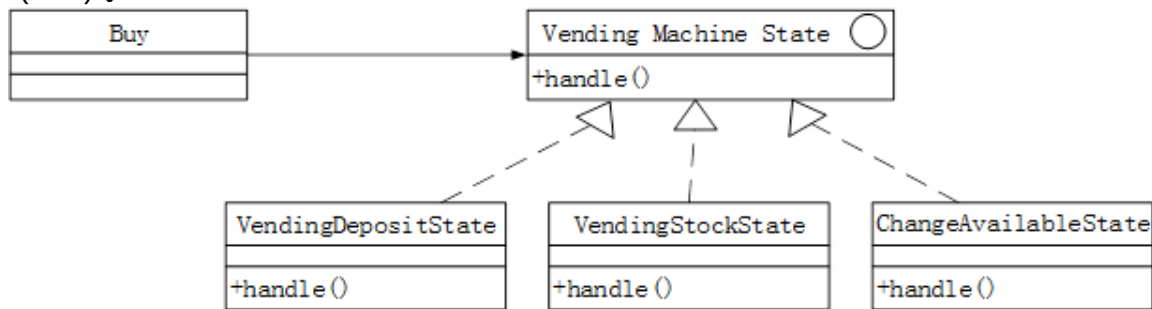 Buy
Vending Machine State
+handle()
VendingDepositState
VendingStockState
ChangeAvailableState
+handle()
+handle()
+handle()